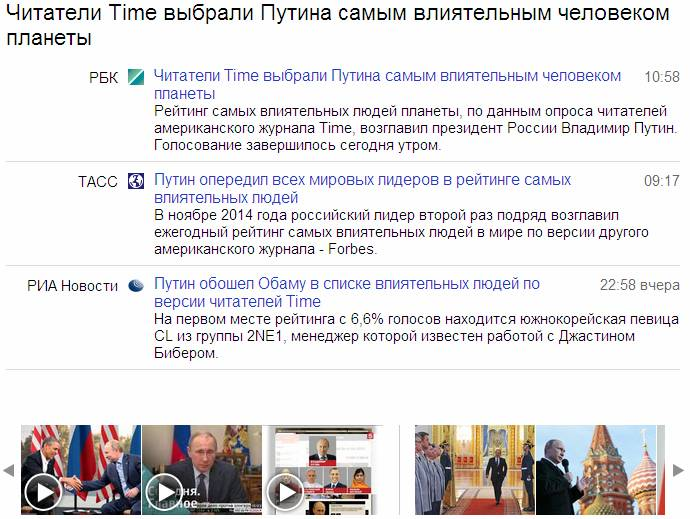 Читатели Time выбрали Путина самым влиятельным человеком
планеты
РБК
Читатели Time выбрали Путина самым влиятельным человеком
планеты
10:58
Рейтинг самых влиятельных людей планеты, по данным опроса читателей
американского журнала Time, возглавил президент России Владимир Путин.
Голосование завершилось сегодня утром.
ТАСС
Путин опередил всех мировых лидеров в рейтинге самых
влиятельных людей
09:17
В ноябре 2014 года российский лидер второй раз подряд возглавил
ежегодный рейтинг самых влиятельных людей в мире по версии другого
американского журнала - Forbes.
РИА Новости
Путин обошел Обаму в списке влиятельных людей по
версии читателей Time
22:58 вчера
На первом месте рейтинга с 6,6% голосов находится южнокорейская певица
CL из группы 2NE1, менеджер которой известен работой с Джастином
Бибером.